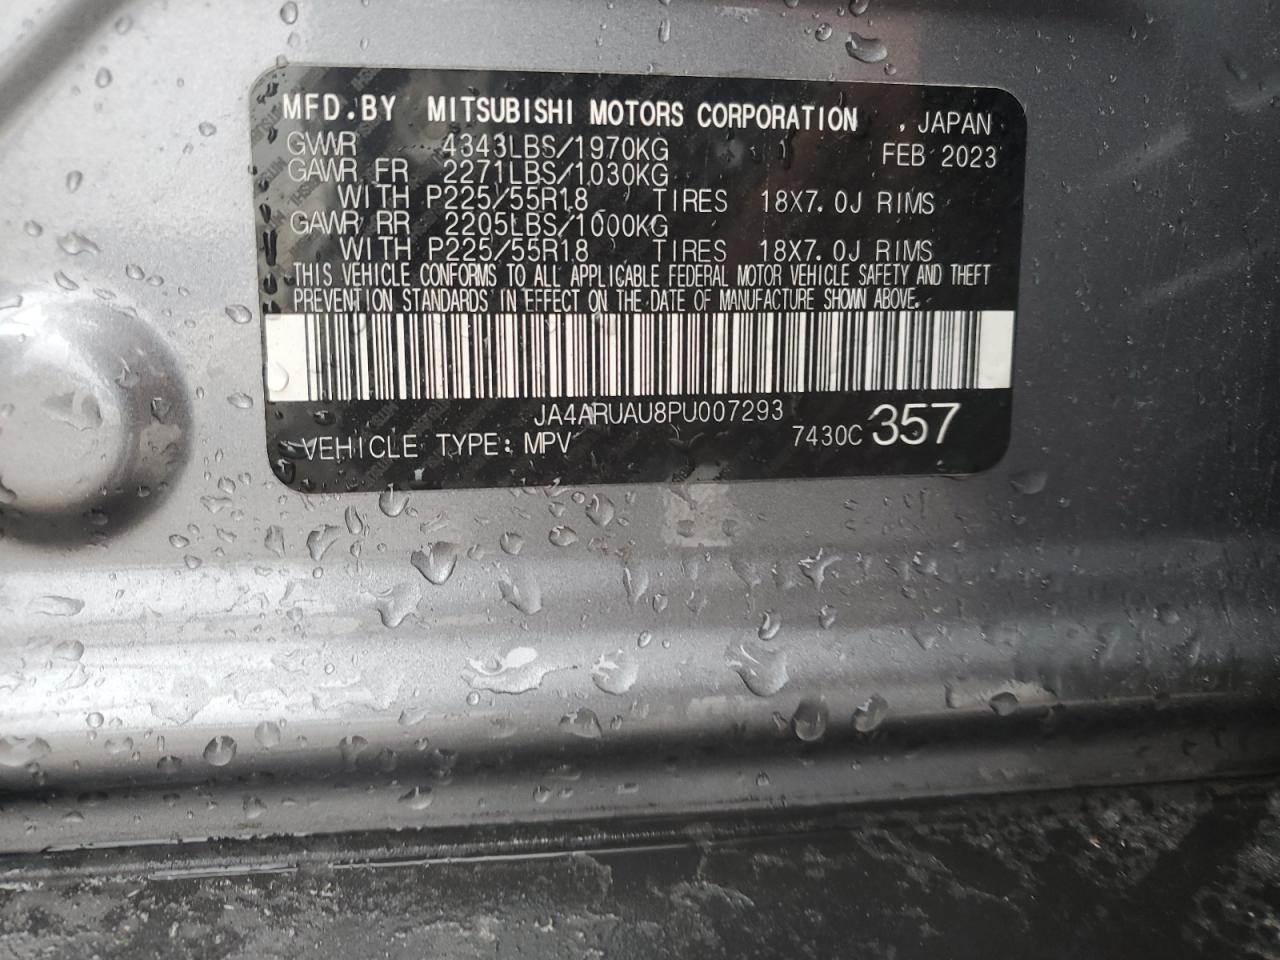 MFD.BY MITSUBISHI MOTORS CORPORATION , JAPAN
GVWR 4343LBS/1970KG FEB 2023
GAWR FR 2271LBS/1030KG
WITH P225/55R18 TIRES 18X7.0J RIMS
GAWR RR 2205LBS/1000KG
WITH P225/55R18 TIRES 18X7.0J RIMS
THIS VEHICLE CONFORMS TO ALL APPLICABLE FEDERAL MOTOR VEHICLE SAFETY AND THEFT
PREVENTION STANDARDS IN EFFECT ON THE DATE OF MANUFACTURE SHOWN ABOVE.
JA4ARUAU8PU007293
VEHICLE TYPE: MPV 7430C 357